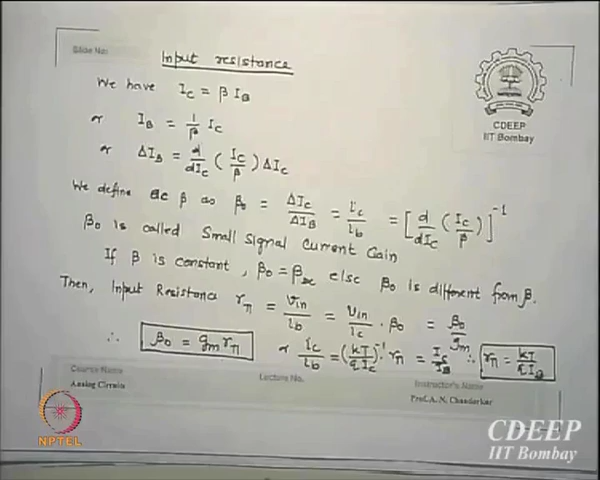 Slide No:
Input resistance
We have I_C = β I_B
or I_B = 1/β I_C
or ΔI_B = d/dI_C (I_C/β) ΔI_C
We define ac β as β₀ = ΔI_C/ΔI_B = i_c/i_b = [d/dI_C (I_C/β)]^-1
β₀ is called Small signal Current Gain
If β is constant, β₀ = β_DC else β₀ is different from β.
Then, Input Resistance r_π = v_in/i_b = v_in/i_c · β₀ = β₀/g_m
∴ β₀ = g_m r_π or i_c/i_b = (kT/qI_C)^-1 r_π = I_C/I_B ∴ r_π = kT/qI_B
Course Name
Analog Circuits
Lecture No.
Instructor's Name
Prof. A. N. Chandorkar
CDEEP
IIT Bombay
NPTEL
CDEEP
IIT Bombay